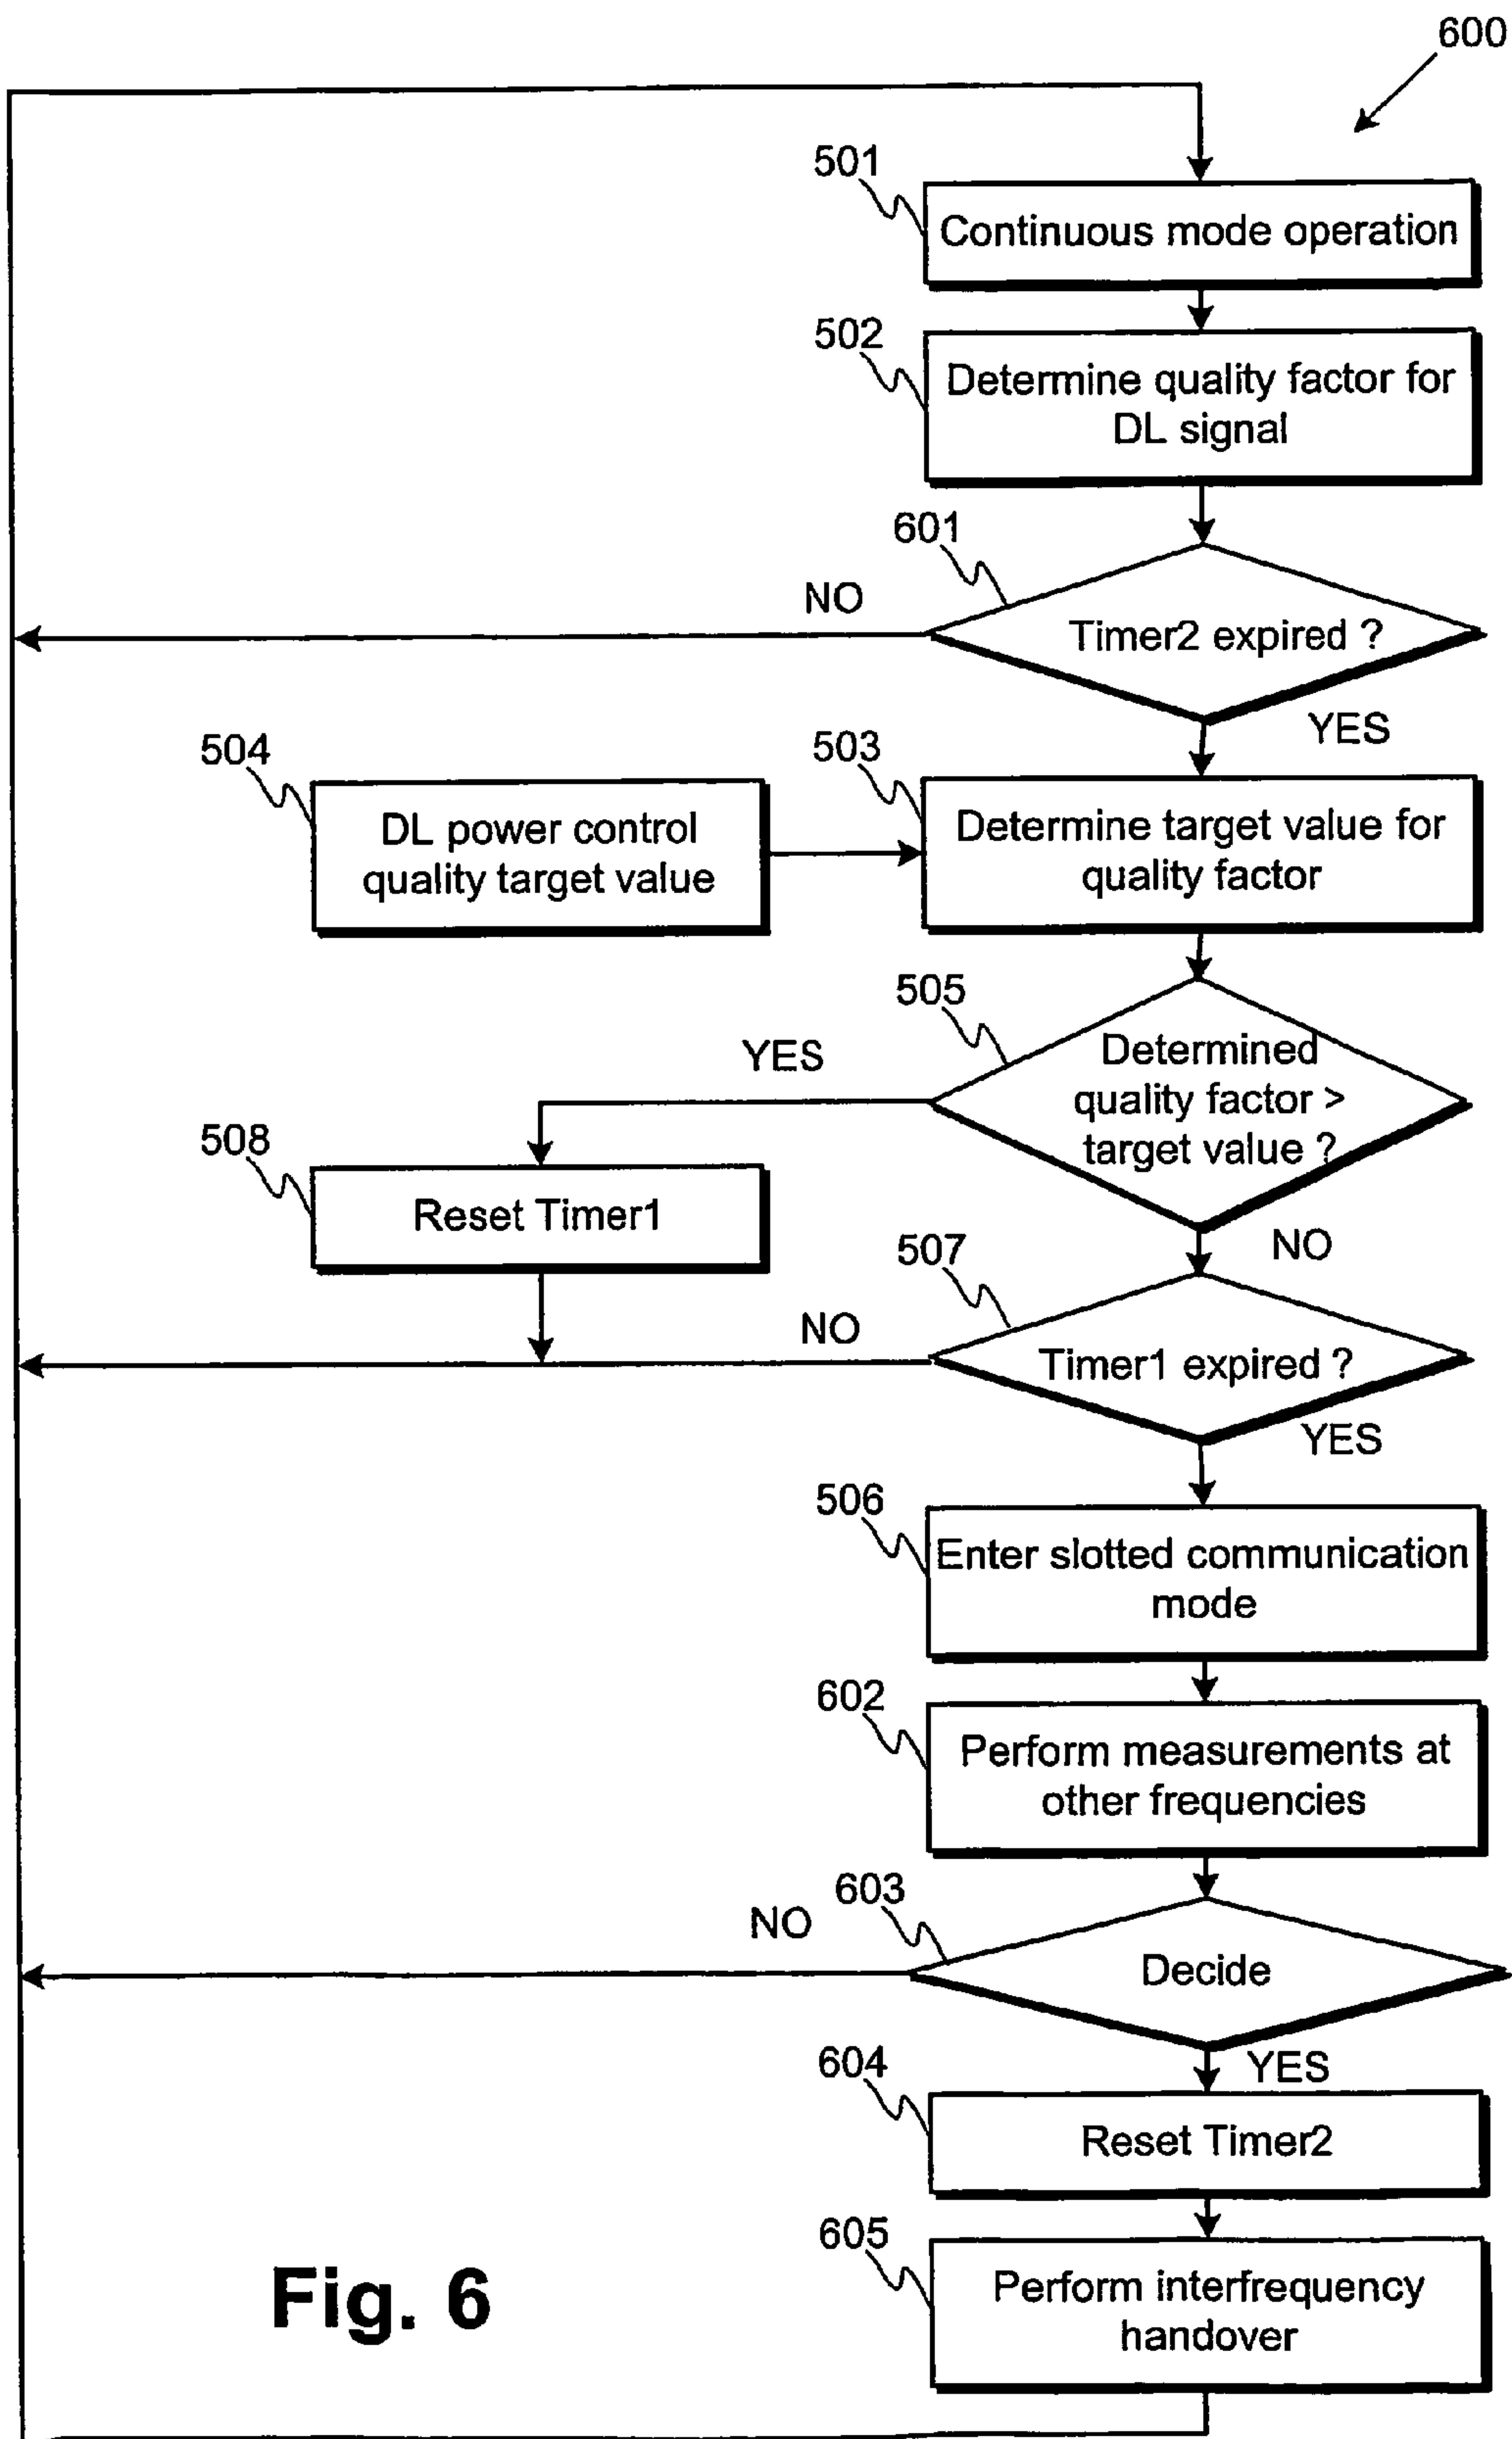 600
501
Continuous mode operation
502
Determine quality factor for
DL signal
601
NO
Timer2 expired ?
YES
504
DL power control
quality target value
503
Determine target value for
quality factor
505
YES
Determined
quality factor >
target value ?
508
Reset Timer1
NO
507
NO
Timer1 expired ?
YES
506
Enter slotted communication
mode
602
Perform measurements at
other frequencies
603
NO
Decide
YES
604
Reset Timer2
605
Perform interfrequency
handover
Fig. 6